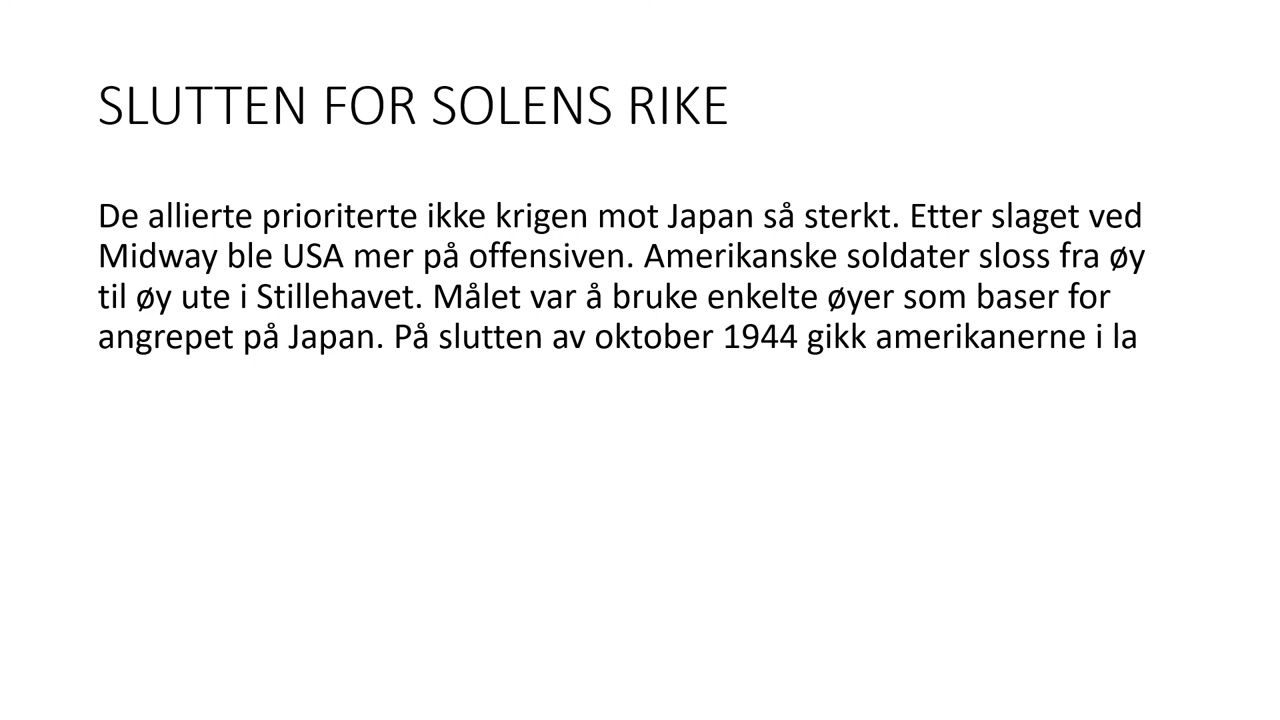 SLUTTEN FOR SOLENS RIKE
De allierte prioriterte ikke krigen mot Japan så sterkt. Etter slaget ved
Midway ble USA mer på offensiven. Amerikanske soldater sloss fra øy
til øy ute i Stillehavet. Målet var å bruke enkelte øyer som baser for
angrepet på Japan. På slutten av oktober 1944 gikk amerikanerne i la